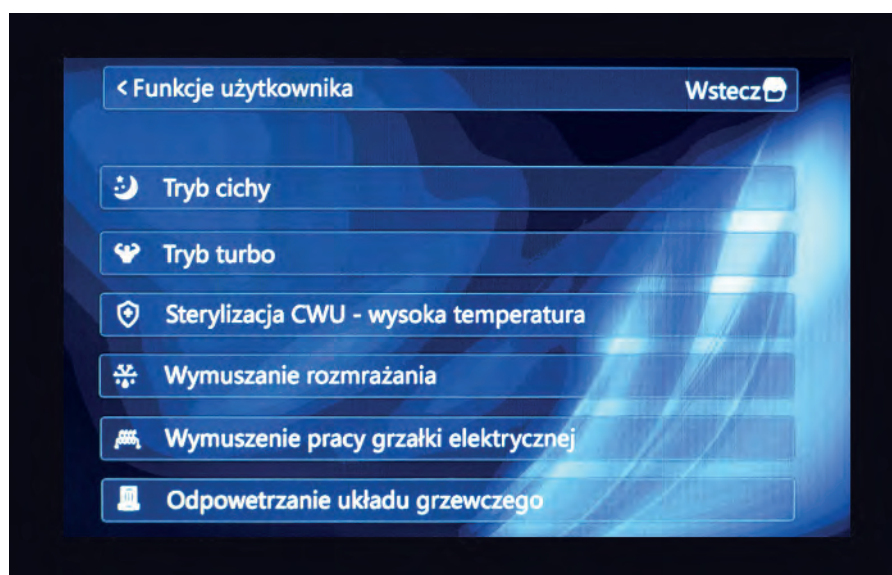 < Funkcje użytkownika Wstecz
Tryb cichy
Tryb turbo
Sterylizacja CWU - wysoka temperatura
Wymuszanie rozmrażania
Wymuszenie pracy grzałki elektrycznej
Odpowetrzanie układu grzewczego